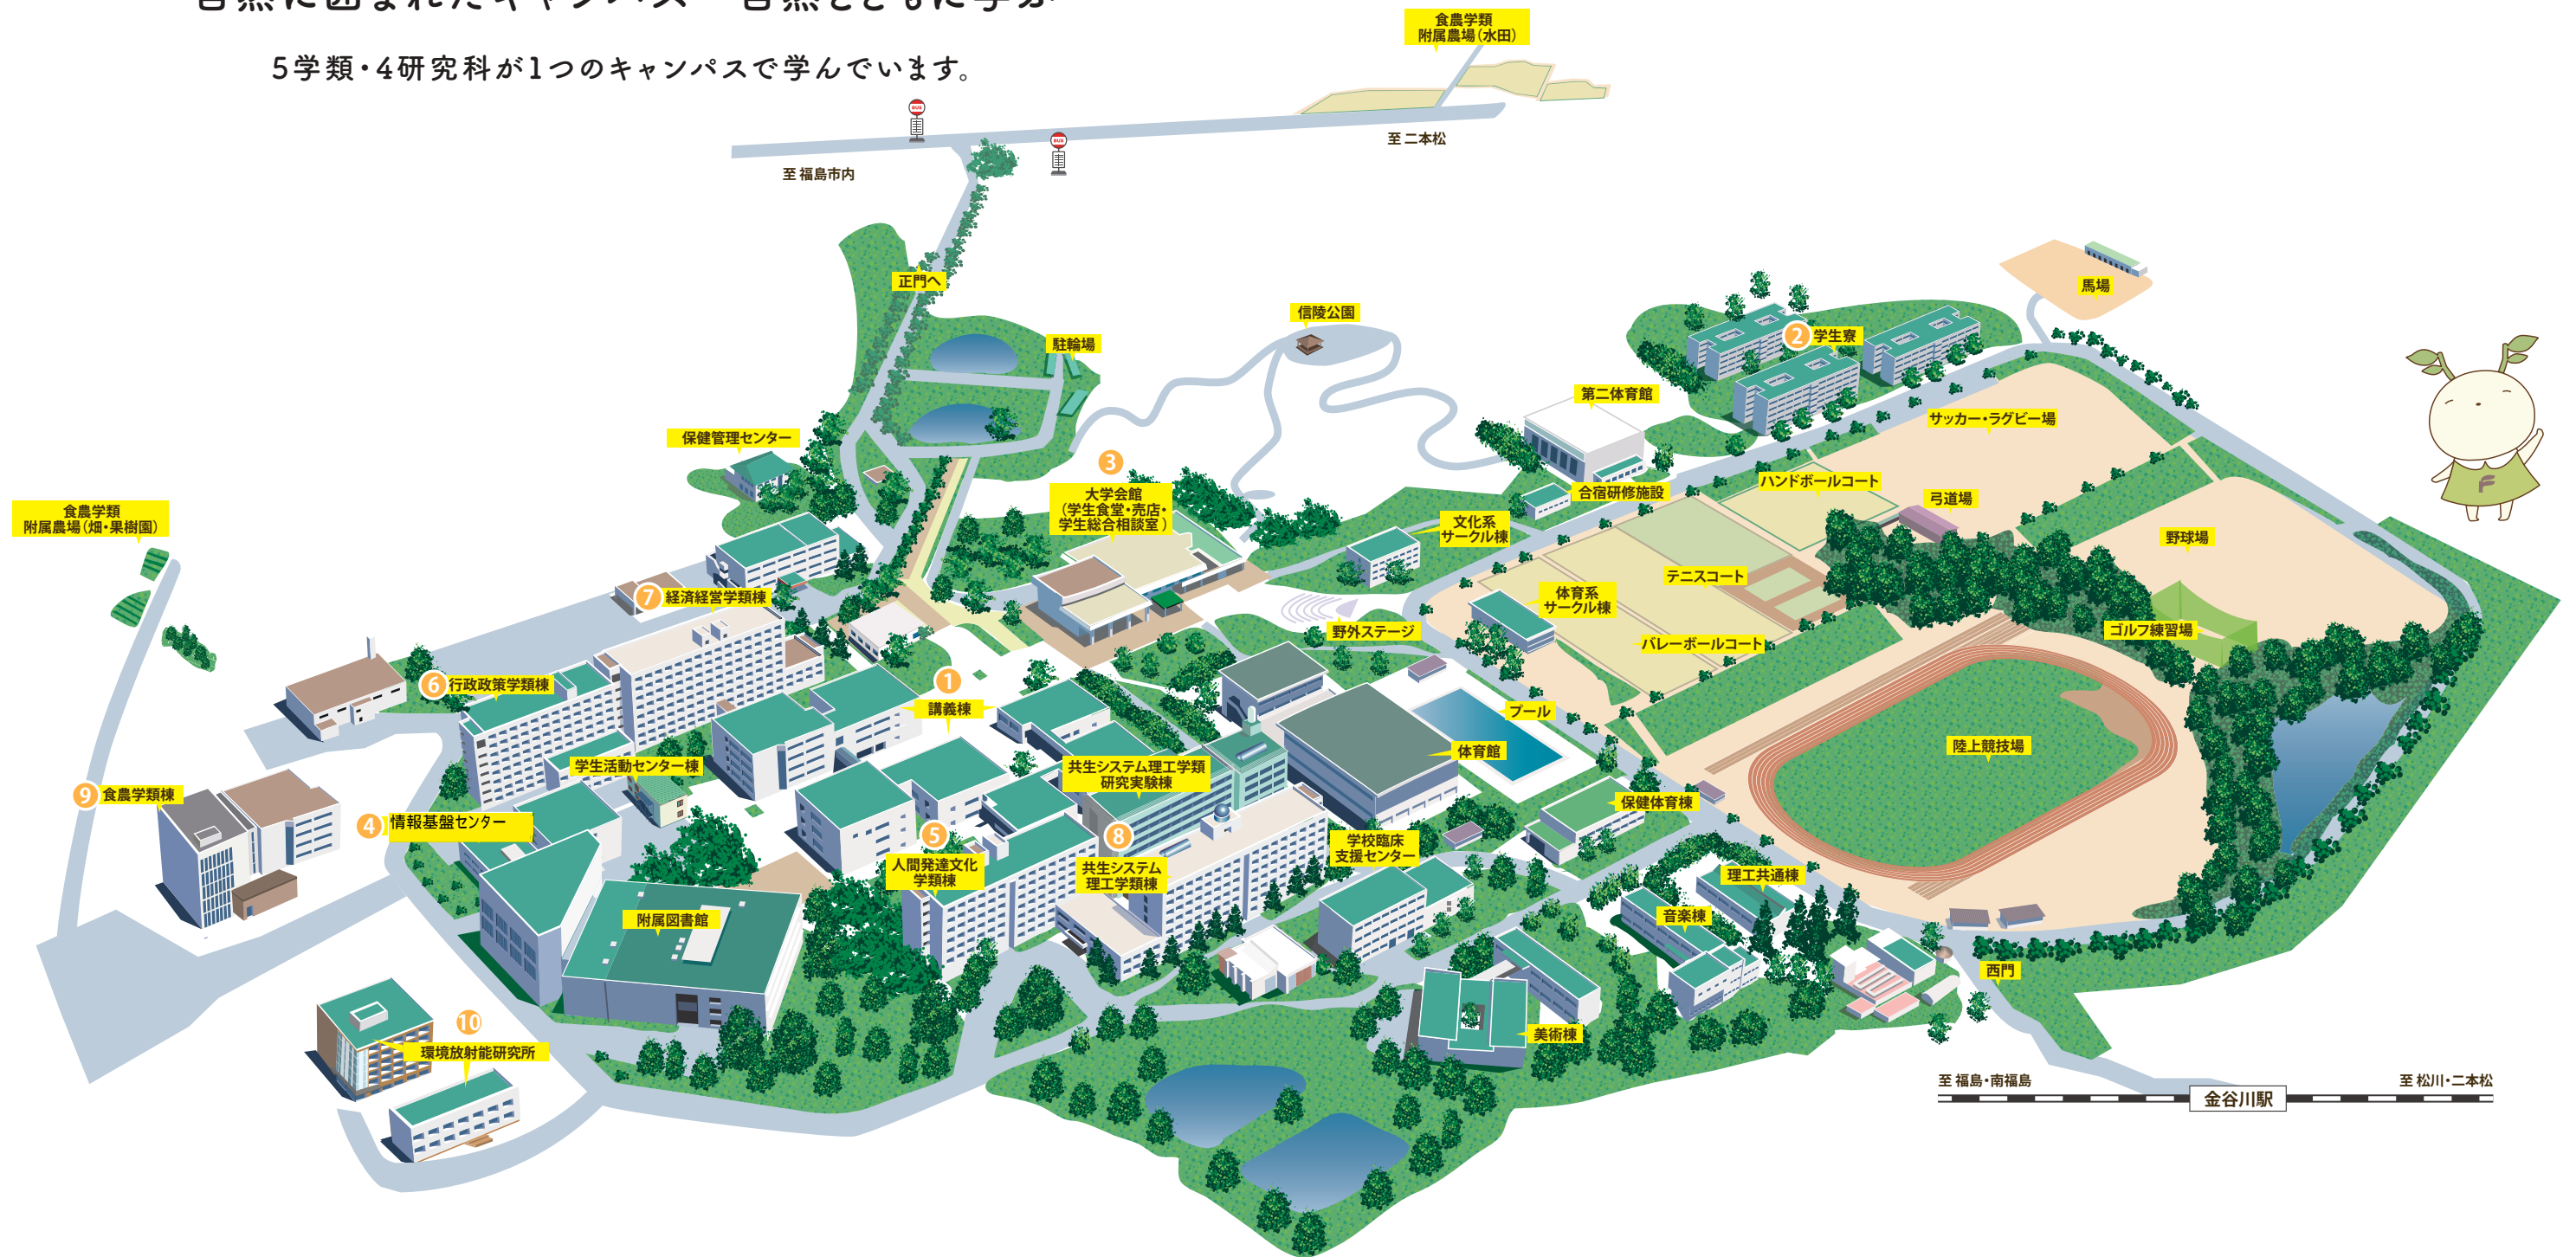 5学類・4研究科が1つのキャンパスで学んでいます。
食農学類
附属農場(水田)
BUS
BUS
至 二本松
至 福島市内
正門へ
馬場
信陵公園
駐輪場
2 学生寮
第二体育館
サッカー・ラグビー場
保健管理センター
3
大学会館
(学生食堂・売店・
学生総合相談室)
ハンドボールコート
合宿研修施設
弓道場
食農学類
附属農場(畑・果樹園)
文化系
サークル棟
野球場
テニスコート
7 経済経営学類棟
体育系
サークル棟
野外ステージ
ゴルフ練習場
バレーボールコート
6 行政政策学類棟
1
講義棟
プール
陸上競技場
体育館
学生活動センター棟
共生システム理工学類
研究実験棟
9 食農学類棟
保健体育棟
4 情報基盤センター
5
人間発達文化
学類棟
8
共生システム
理工学類棟
学校臨床
支援センター
理工共通棟
音楽棟
附属図書館
西門
10
環境放射能研究所
美術棟
至 福島・南福島
金谷川駅
至 松川・二本松
F